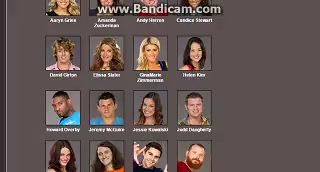 www.Bandicam.com
Aaryn Gries
Amanda
Zuckerman
Andy Herren
Candice Stewart
David Girton
Elissa Slater
GinaMarie
Zimmerman
Helen Kim
Howard Overby
Jeremy McGuire
Jessie Kowalski
Judd Daugherty